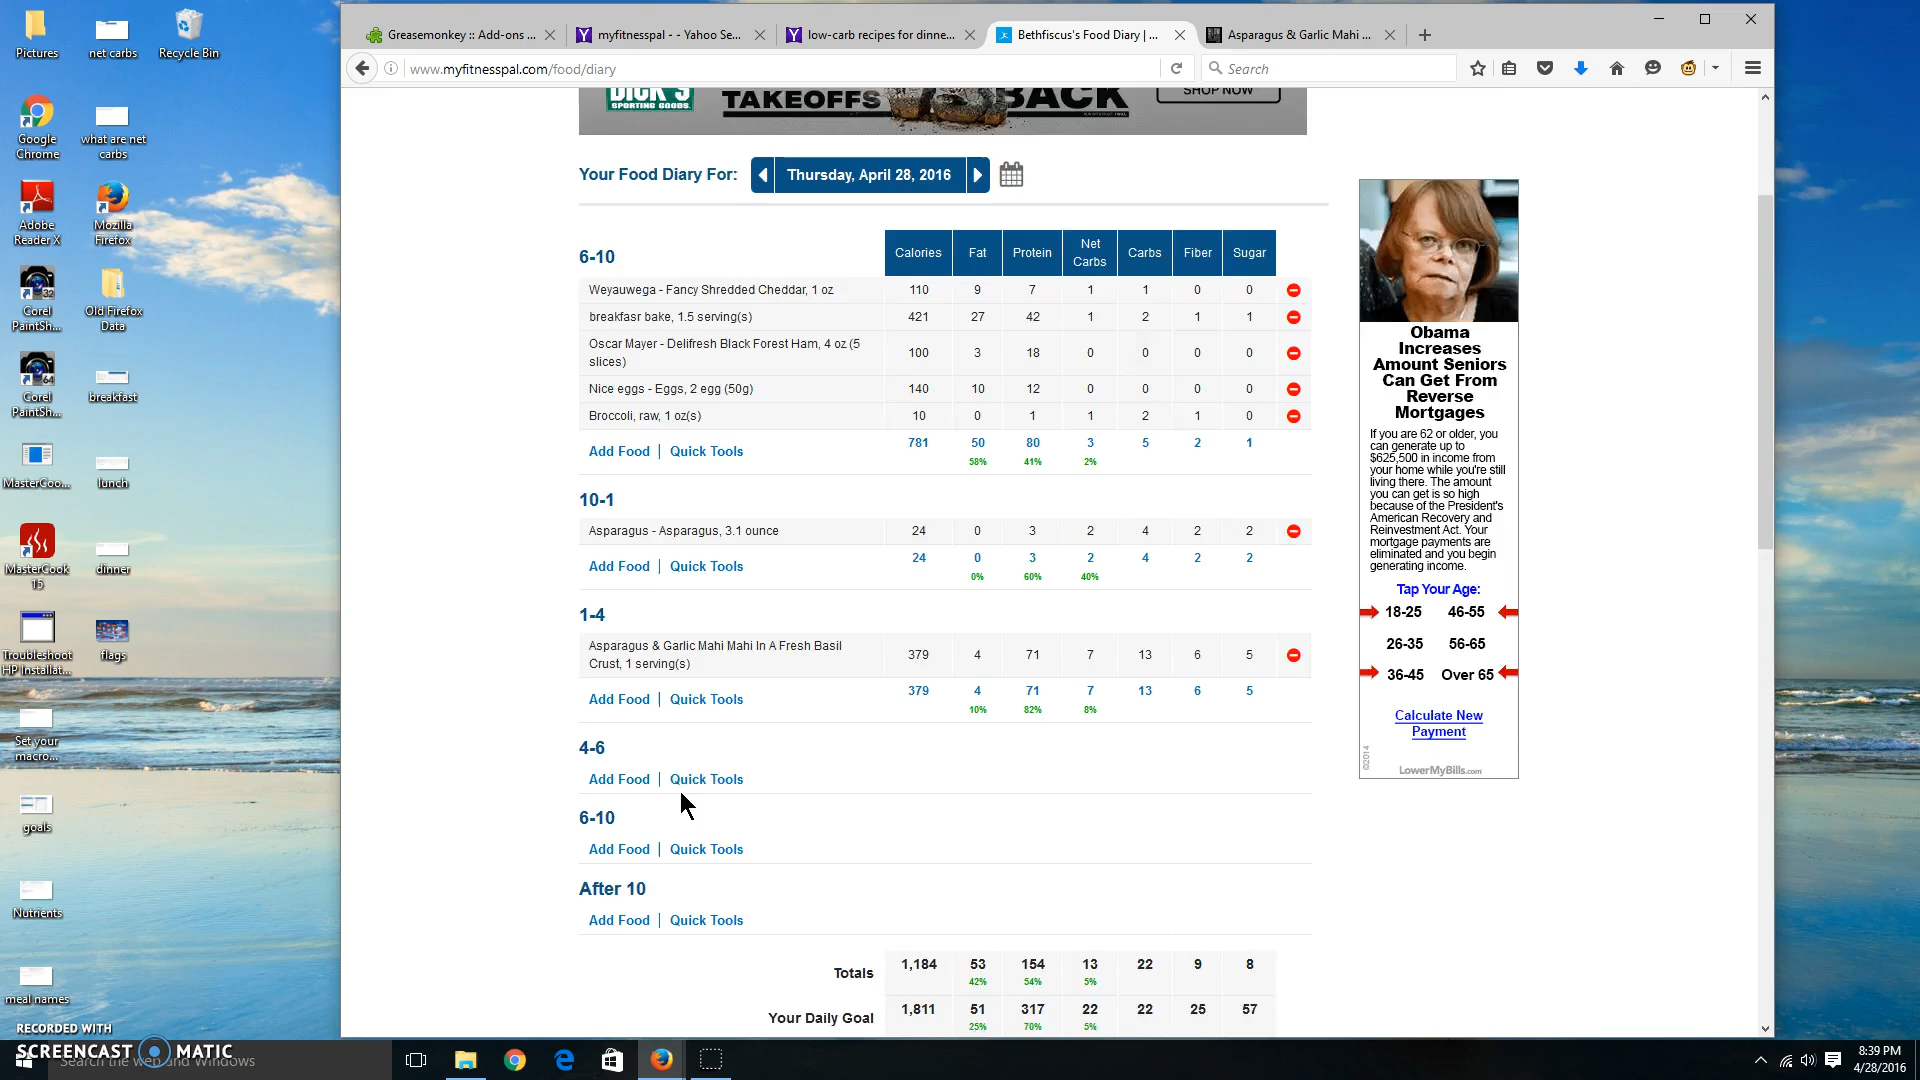 Greasemonkey :: Add-ons ...
myfitnesspal - - Yahoo Se...
low-carb recipes for dinne...
Bethfiscus's Food Diary | ...
Asparagus & Garlic Mahi ...
www.myfitnesspal.com/food/diary
Search
Pictures
net carbs
Recycle Bin
Google Chrome
what are net carbs
Adobe Reader X
Mozilla Firefox
Corel PaintSh...
Old Firefox Data
Corel PaintSh...
breakfast
MasterCoo...
lunch
MasterCook 15
dinner
Troubleshoot HP Installat...
flags
Set your macro...
goals
Nutrients
meal names
DICK'S
SPORTING GOODS.
TAKEOFFS
BACK
SHOP NOW
Your Food Diary For:
Thursday, April 28, 2016
6-10 Calories Fat Protein Net Carbs Carbs Fiber Sugar
Weyauwega - Fancy Shredded Cheddar, 1 oz 110 9 7 1 1 0 0
breakfasr bake, 1.5 serving(s) 421 27 42 1 2 1 1
Oscar Mayer - Delifresh Black Forest Ham, 4 oz (5 slices) 100 3 18 0 0 0 0
Nice eggs - Eggs, 2 egg (50g) 140 10 12 0 0 0 0
Broccoli, raw, 1 oz(s) 10 0 1 1 2 1 0
Add Food | Quick Tools 781 50 80 3 5 2 1
58% 41% 2%
10-1
Asparagus - Asparagus, 3.1 ounce 24 0 3 2 4 2 2
Add Food | Quick Tools 24 0 3 2 4 2 2
0% 60% 40%
1-4
Asparagus & Garlic Mahi Mahi In A Fresh Basil Crust, 1 serving(s) 379 4 71 7 13 6 5
Add Food | Quick Tools 379 4 71 7 13 6 5
10% 82% 8%
4-6
Add Food | Quick Tools
6-10
Add Food | Quick Tools
After 10
Add Food | Quick Tools
Totals 1,184 53 154 13 22 9 8
42% 54% 5%
Your Daily Goal 1,811 51 317 22 22 25 57
25% 70% 5%
Obama
Increases
Amount Seniors
Can Get From
Reverse
Mortgages
If you are 62 or older, you
can generate up to
$625,500 in income from
your home while you're still
living there. The amount
you can get is so high
because of the President's
American Recovery and
Reinvestment Act. Your
mortgage payments are
eliminated and you begin
generating income.
Tap Your Age:
18-25 46-55
26-35 56-65
36-45 Over 65
Calculate New
Payment
©2014
LowerMyBills.com
RECORDED WITH
SCREENCAST MATIC
Search the web and Windows
8:39 PM
4/28/2016